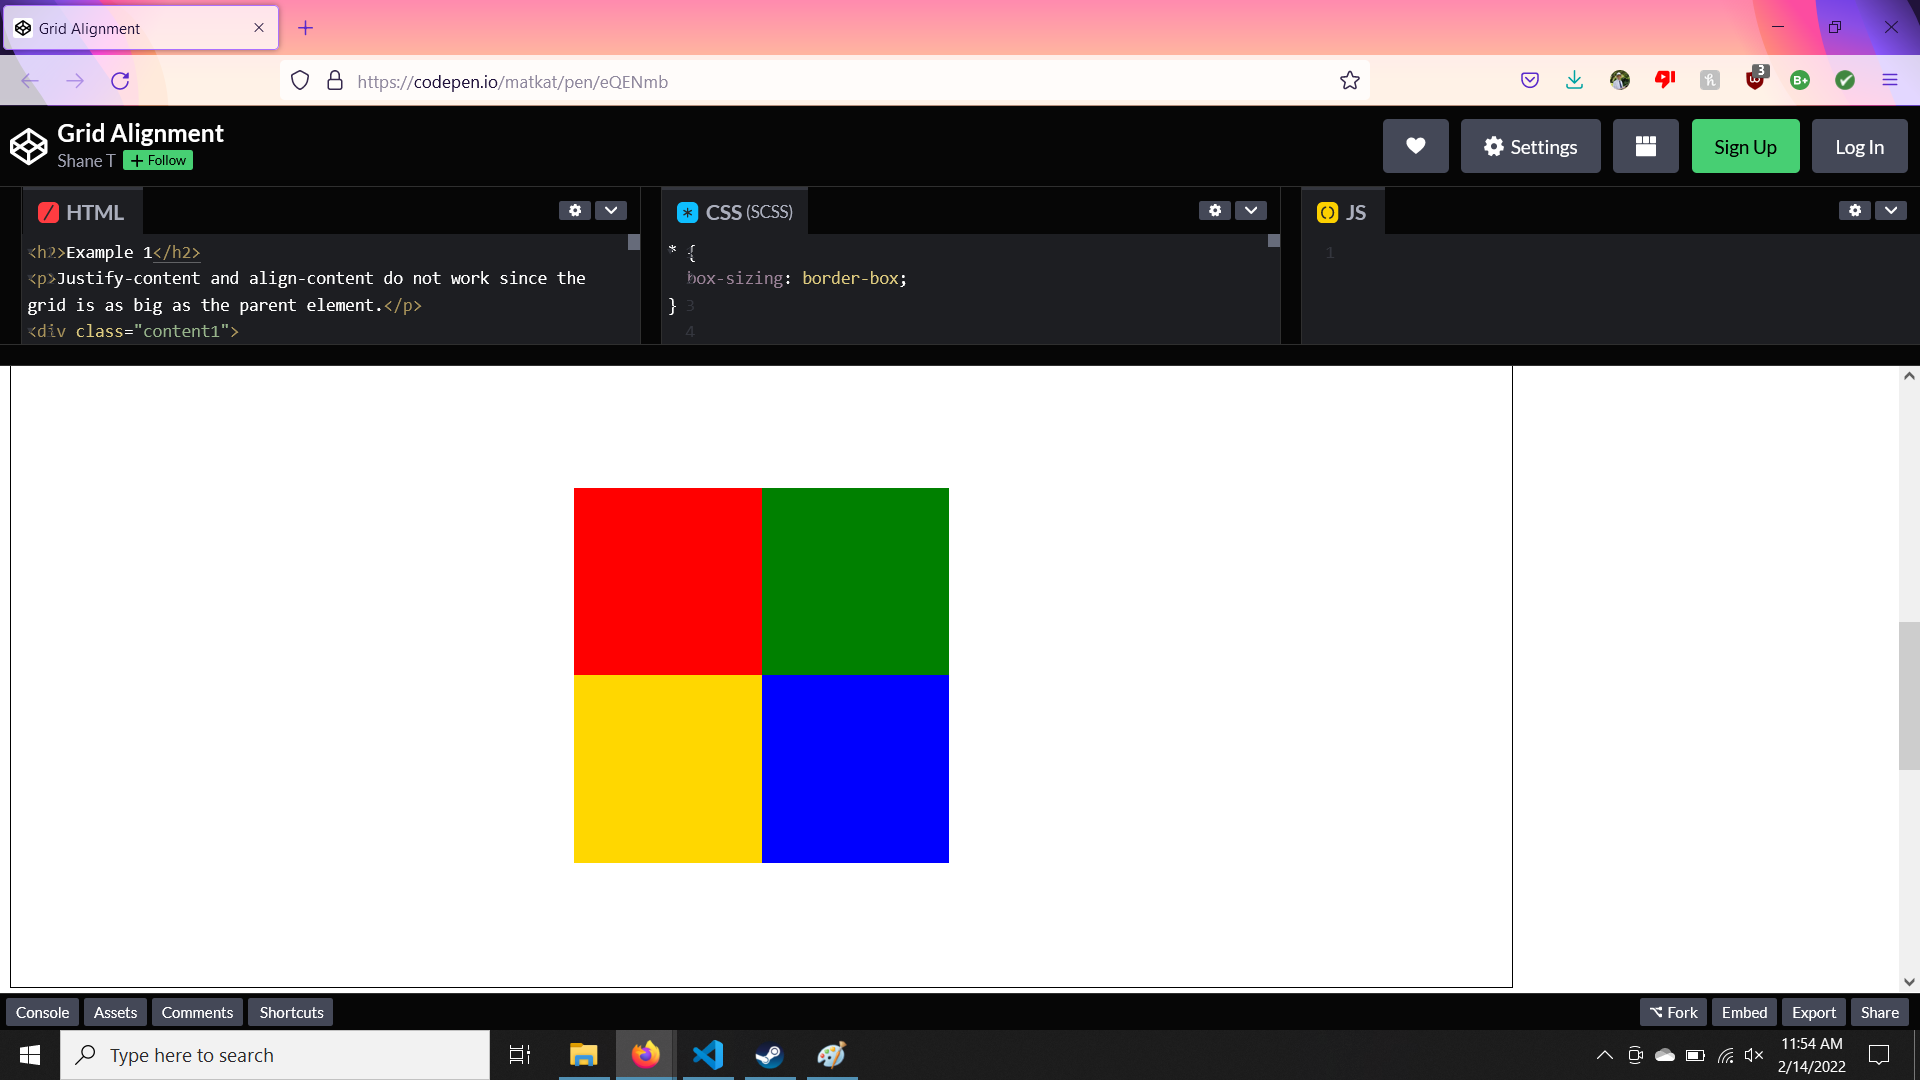 Grid Alignment
https://codepen.io/matkat/pen/eQENmb
3
B+
Grid Alignment
Shane T
+ Follow
Settings
Sign Up
Log In
HTML
CSS (SCSS)
JS
<h2>Example 1</h2>
<p>Justify-content and align-content do not work since the
grid is as big as the parent element.</p>
<div class="content1">
* {
box-sizing: border-box;
} 3
4
1
Console
Assets
Comments
Shortcuts
Fork
Embed
Export
Share
Type here to search
11:54 AM
2/14/2022